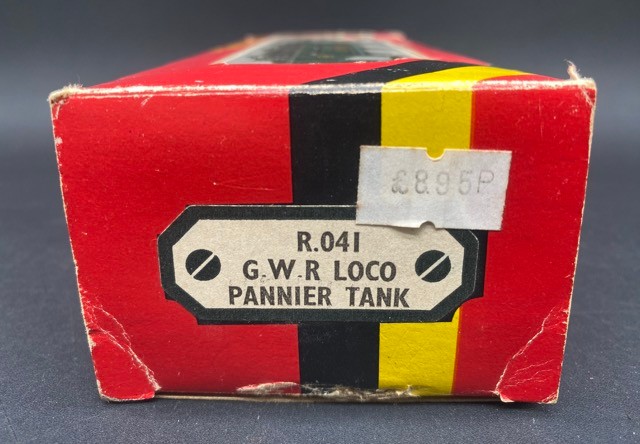 £8.95P
R.041
G.W.R LOCO
PANNIER TANK